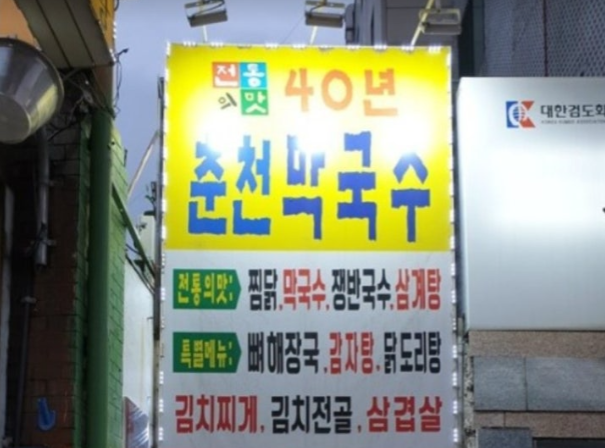 전통의맛 40년
춘천막국수
전통의맛: 찜닭, 막국수, 쟁반국수, 삼계탕
특별메뉴: 뼈해장국, 감자탕, 닭도리탕
김치찌게, 김치전골, 삼겹살
대한검도회